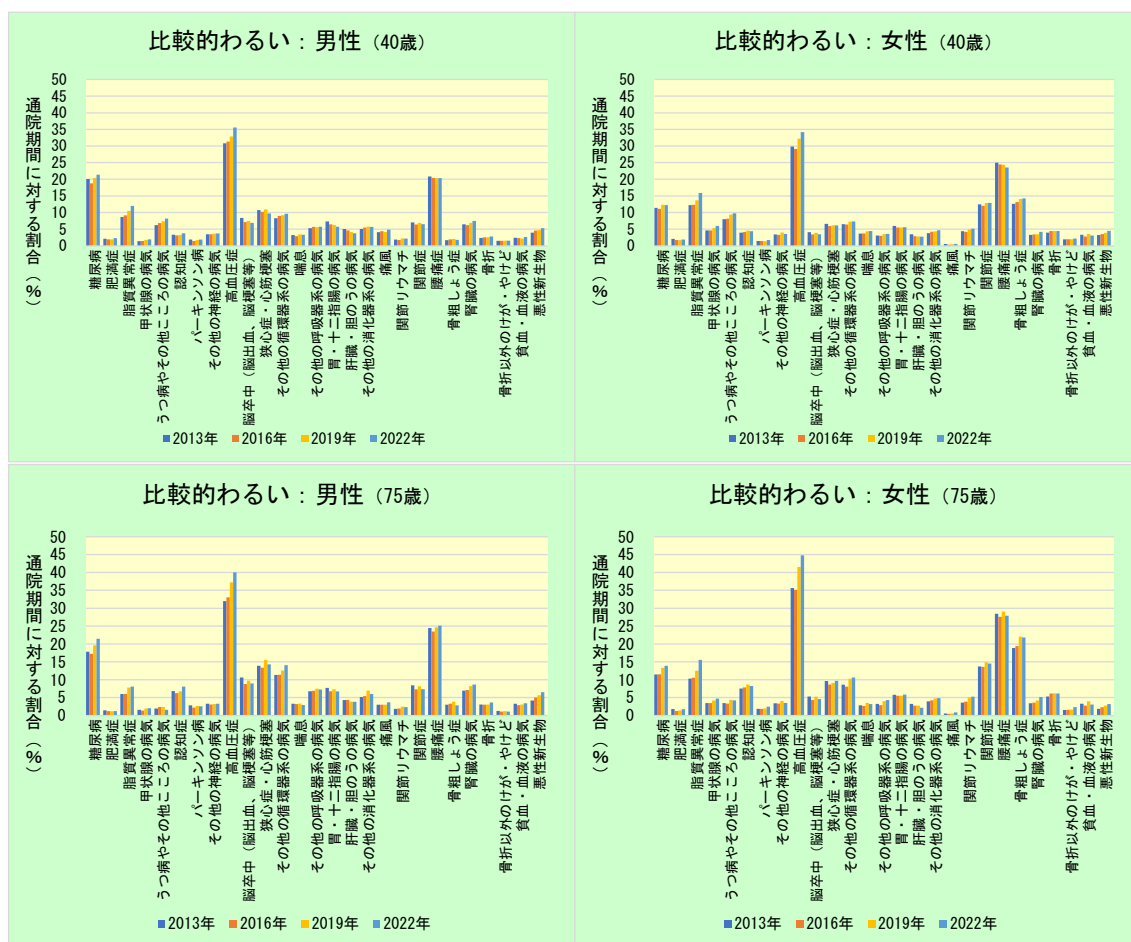 比較的わるい：男性（40歳）
通院期間に対する割合（%）
50
45
40
35
30
25
20
15
10
5
0
糖尿病
肥満症
脂質異常症
甲状腺の病気
うつ病やその他こころの病気
認知症
パーキンソン病
その他の神経の病気
高血圧症
脳卒中（脳出血、脳梗塞等）
狭心症・心筋梗塞
その他の循環器系の病気
喘息
その他の呼吸器系の病気
胃・十二指腸の病気
肝臓・胆のうの病気
その他の消化器系の病気
痛風
関節リウマチ
関節症
腰痛症
骨粗しょう症
腎臓の病気
骨折
骨折以外のけが・やけど
貧血・血液の病気
悪性新生物
2013年 2016年 2019年 2022年
比較的わるい：女性（40歳）
通院期間に対する割合（%）
50
45
40
35
30
25
20
15
10
5
0
糖尿病
肥満症
脂質異常症
甲状腺の病気
うつ病やその他こころの病気
認知症
パーキンソン病
その他の神経の病気
高血圧症
脳卒中（脳出血、脳梗塞等）
狭心症・心筋梗塞
その他の循環器系の病気
喘息
その他の呼吸器系の病気
胃・十二指腸の病気
肝臓・胆のうの病気
その他の消化器系の病気
痛風
関節リウマチ
関節症
腰痛症
骨粗しょう症
腎臓の病気
骨折
骨折以外のけが・やけど
貧血・血液の病気
悪性新生物
2013年 2016年 2019年 2022年
比較的わるい：男性（75歳）
通院期間に対する割合（%）
50
45
40
35
30
25
20
15
10
5
0
糖尿病
肥満症
脂質異常症
甲状腺の病気
うつ病やその他こころの病気
認知症
パーキンソン病
その他の神経の病気
高血圧症
脳卒中（脳出血、脳梗塞等）
狭心症・心筋梗塞
その他の循環器系の病気
喘息
その他の呼吸器系の病気
胃・十二指腸の病気
肝臓・胆のうの病気
その他の消化器系の病気
痛風
関節リウマチ
関節症
腰痛症
骨粗しょう症
腎臓の病気
骨折
骨折以外のけが・やけど
貧血・血液の病気
悪性新生物
2013年 2016年 2019年 2022年
比較的わるい：女性（75歳）
通院期間に対する割合（%）
50
45
40
35
30
25
20
15
10
5
0
糖尿病
肥満症
脂質異常症
甲状腺の病気
うつ病やその他こころの病気
認知症
パーキンソン病
その他の神経の病気
高血圧症
脳卒中（脳出血、脳梗塞等）
狭心症・心筋梗塞
その他の循環器系の病気
喘息
その他の呼吸器系の病気
胃・十二指腸の病気
肝臓・胆のうの病気
その他の消化器系の病気
痛風
関節リウマチ
関節症
腰痛症
骨粗しょう症
腎臓の病気
骨折
骨折以外のけが・やけど
貧血・血液の病気
悪性新生物
2013年 2016年 2019年 2022年